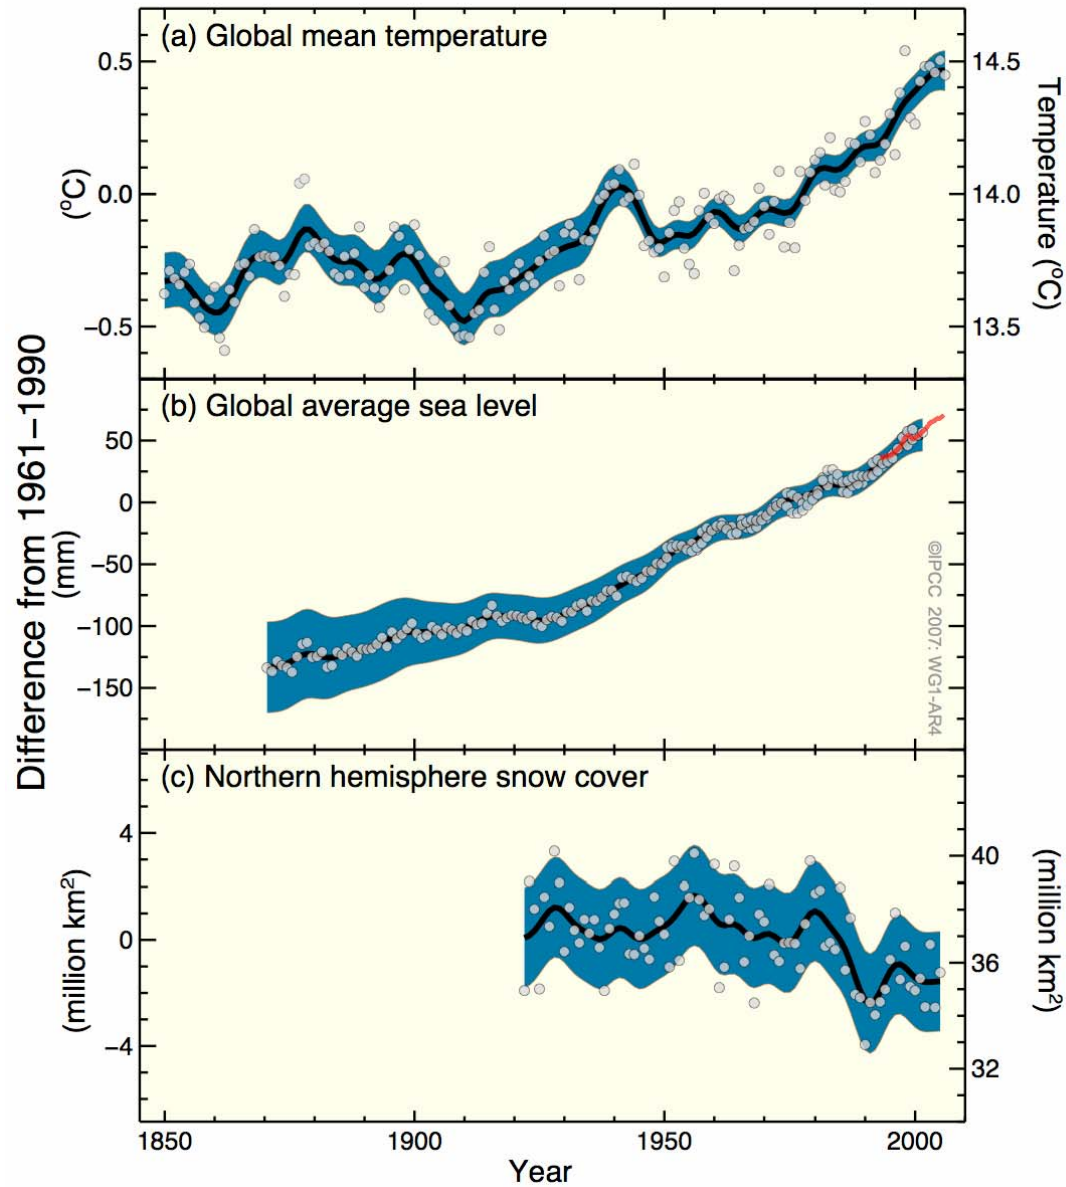 (a) Global mean temperature
0.5
0.0
−0.5
(°C)
14.5
14.0
13.5
Temperature (°C)
Difference from 1961−1990
(b) Global average sea level
50
0
−50
−100
−150
(mm)
©IPCC 2007: WG1-AR4
(c) Northern hemisphere snow cover
4
0
−4
(million km²)
40
36
32
(million km²)
1850
1900
1950
2000
Year